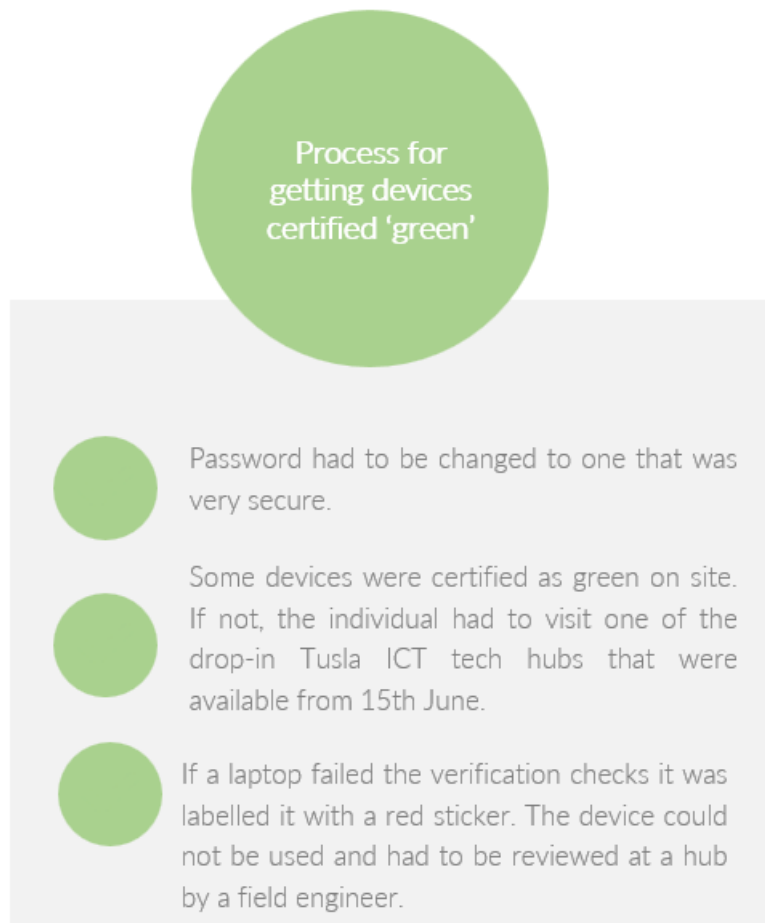 Process for
getting devices
certified ‘green’
Password had to be changed to one that was
very secure.
Some devices were certified as green on site.
If not, the individual had to visit one of the
drop-in Tusla ICT tech hubs that were
available from 15th June.
If a laptop failed the verification checks it was
labelled it with a red sticker. The device could
not be used and had to be reviewed at a hub
by a field engineer.